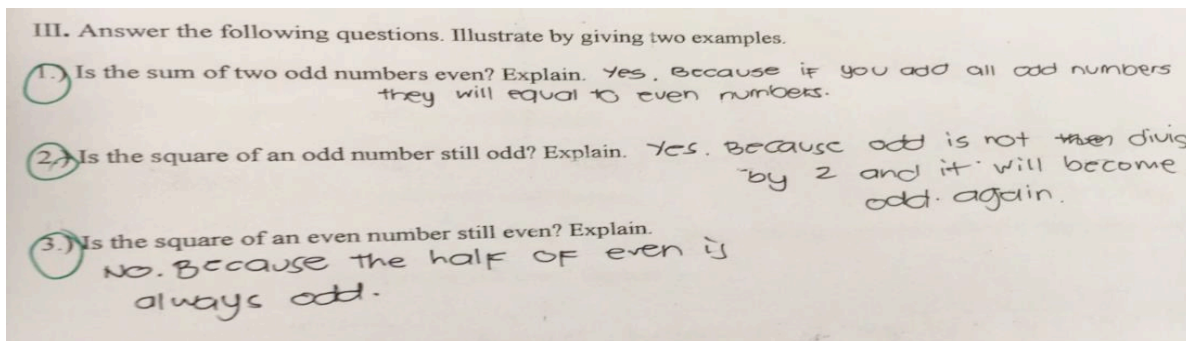 III. Answer the following questions. Illustrate by giving two examples.
1.) Is the sum of two odd numbers even? Explain. Yes. Because if you add all odd numbers
they will equal to even numbers.
2.) Is the square of an odd number still odd? Explain. Yes. Because odd is not divis
by 2 and it will become
odd. again.
3.) Is the square of an even number still even? Explain.
No. Because the half of even is
always odd.